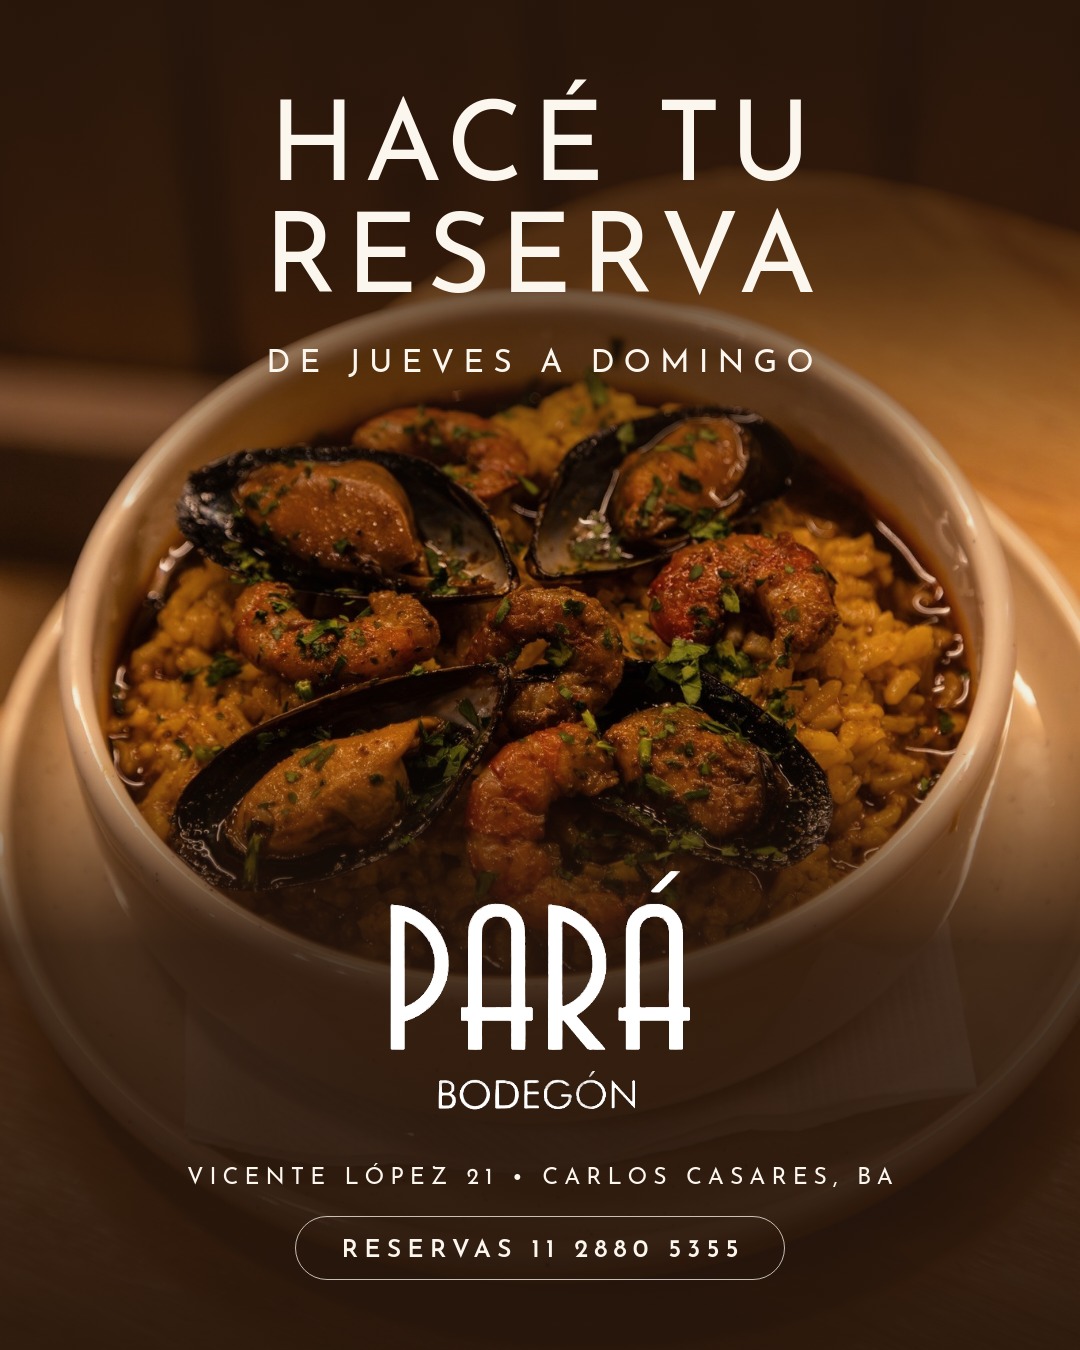 HACÉ TU
RESERVA
DE JUEVES A DOMINGO
PARÁ
BODEGÓN
VICENTE LÓPEZ 21 • CARLOS CASARES, BA
RESERVAS 11 2880 5355